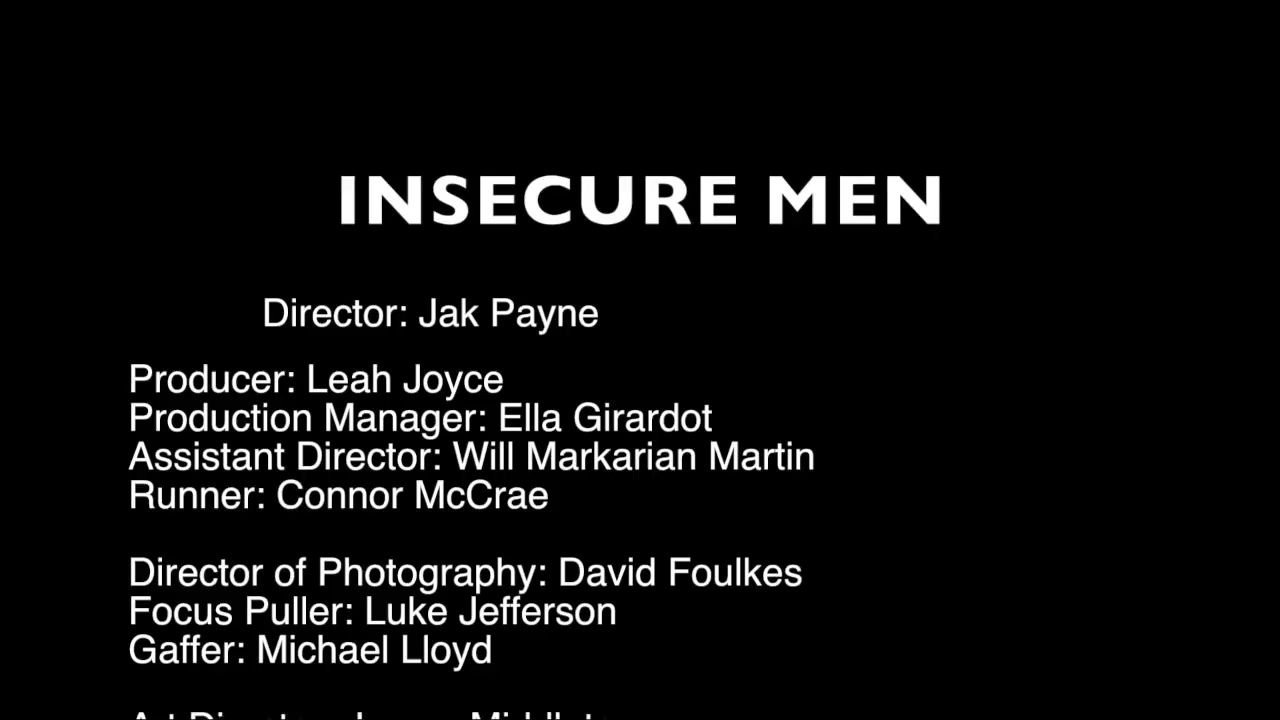 INSECURE MEN
Director: Jak Payne
Producer: Leah Joyce
Production Manager: Ella Girardot
Assistant Director: Will Markarian Martin
Runner: Connor McCrae
Director of Photography: David Foulkes
Focus Puller: Luke Jefferson
Gaffer: Michael Lloyd